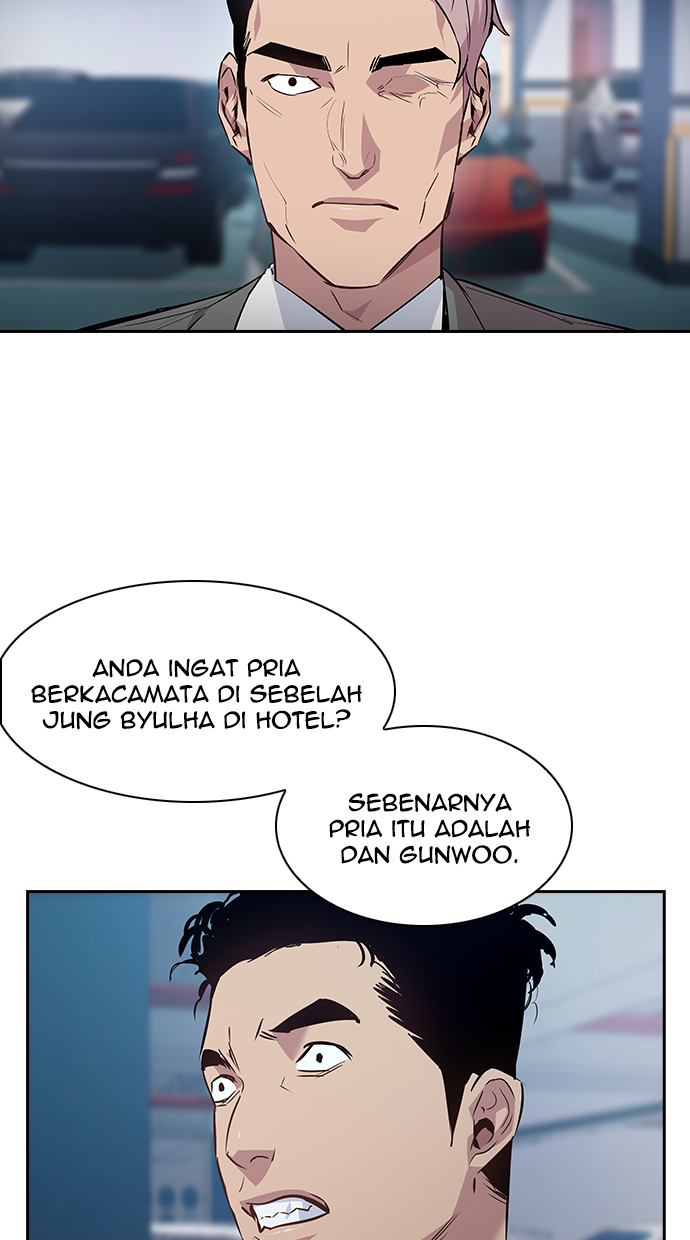 ANDA INGAT PRIA
BERKACAMATA DI SEBELAH
JUNG BYULHA DI HOTEL?
SEBENARNYA
PRIA ITU ADALAH
DAN GUNWOO.